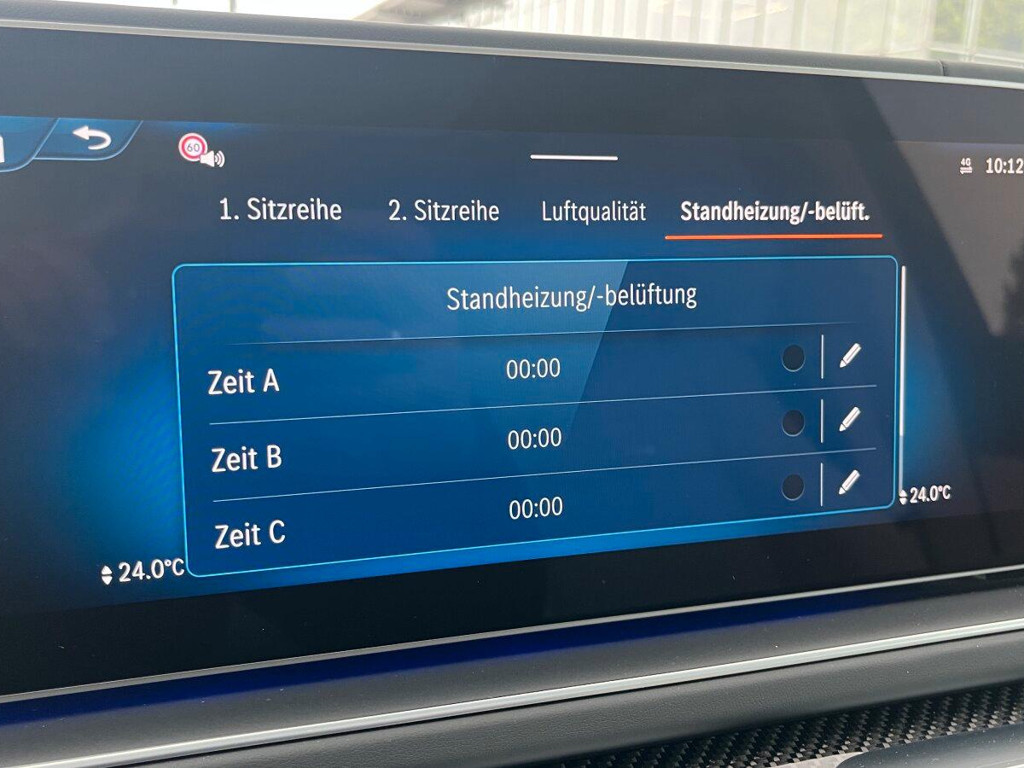 60
4G
10:12
1. Sitzreihe
2. Sitzreihe
Luftqualität
Standheizung/-belüft.
Standheizung/-belüftung
Zeit A 00:00
Zeit B 00:00
Zeit C 00:00
24.0°C
24.0°C